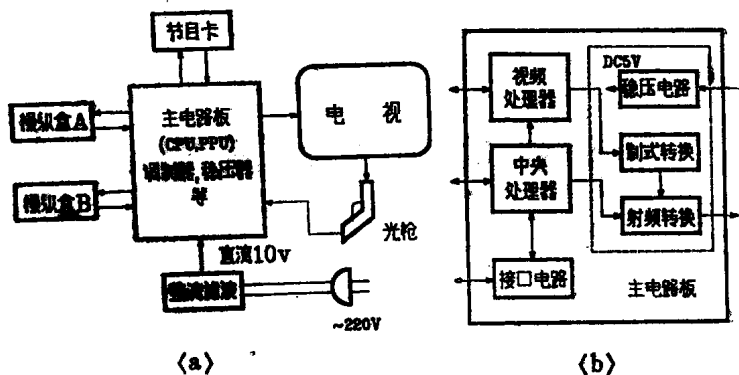 节目卡
操纵盒A
主电路板
(CPU,PPU)
调制器,稳压器
等
电 视
操纵盒B
光枪
直流10v
整流滤波
~220V
〈a〉
视频
处理器
DC5V
稳压电路
中央
处理器
制式转换
射频转换
接口电路
主电路板
〈b〉